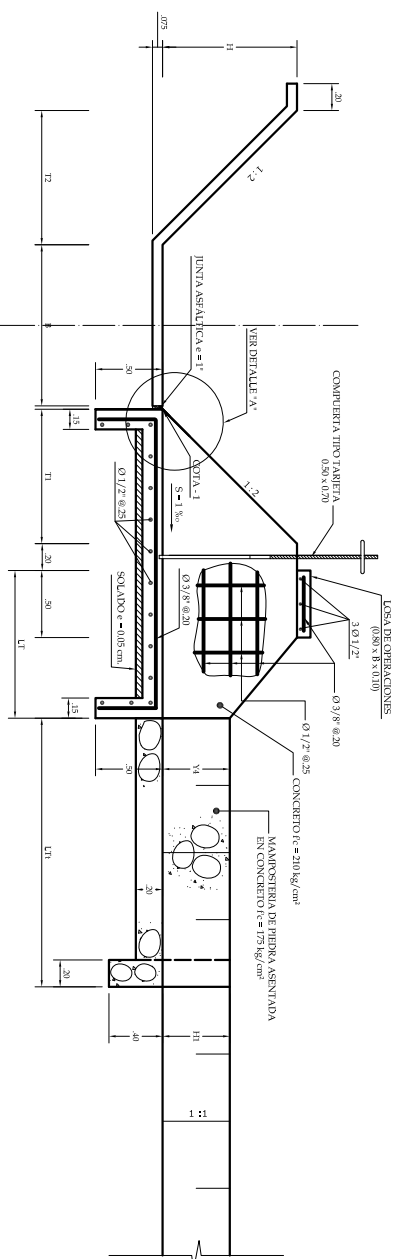 .075
H
.20
T2
1 : 2
JUNTA ASFÁLTICA e = 1"
VER DETALLE "A"
B
.50
.15
COTA - 1
S = 1 ‰
1:2
COMPUERTA TIPO TARJETA
0.50 x 0.70
T1
Ø 1/2" @.25
SOLADO e = 0.05 cm.
Ø 3/8" @.20
LOSA DE OPERACIONES
(0.80 x B x 0.10)
3 Ø 1/2"
Ø 3/8" @.20
Ø 1/2" @.25
.20
.50
LT
.15
CONCRETO f'c = 210 kg/cm²
MAMPOSTERIA DE PIEDRA ASENTADA
EN CONCRETO f'c = 175 kg/cm²
.50
Y4
.20
LTt
.20
.40
H1
1 :1